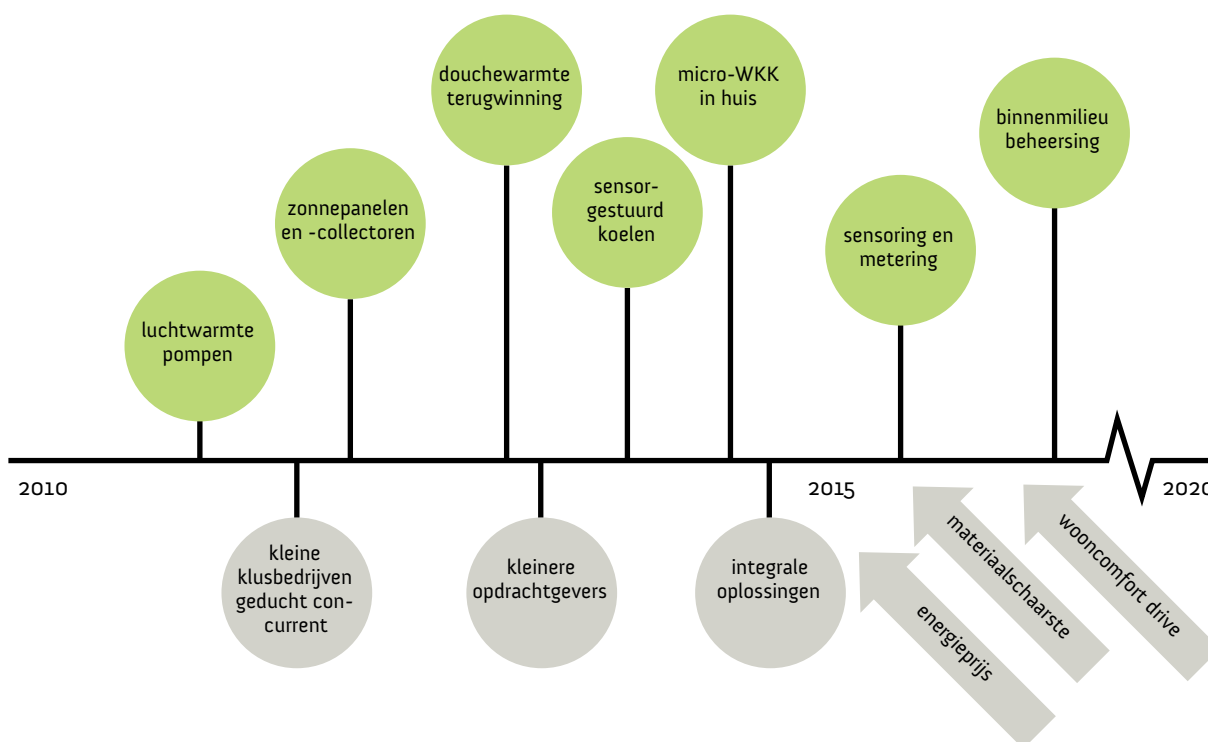 douchewarmte
terugwinning
micro-WKK
in huis
binnenmilieu
beheersing
zonnepanelen
en -collectoren
sensor-
gestuurd
koelen
sensoring en
metering
luchtwarmte
pompen
2010
2015
2020
kleine
klusbedrijven
geducht con-
current
kleinere
opdrachtgevers
integrale
oplossingen
energieprijs
materiaalschaarste
wooncomfort drive